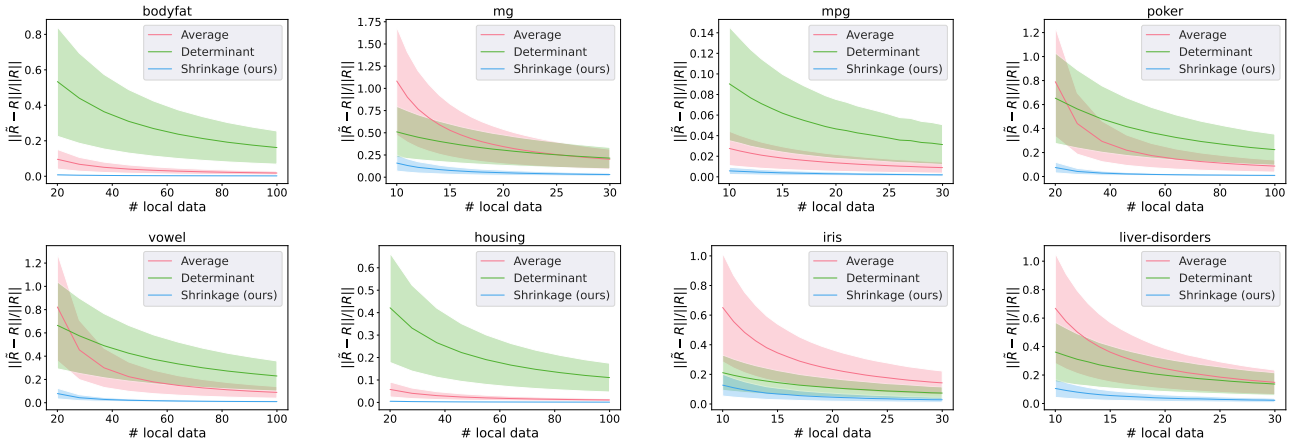 bodyfat
||R̃ − R||/||R||
0.8
0.6
0.4
0.2
0.0
Average
Determinant
Shrinkage (ours)
20 40 60 80 100
# local data
mg
||R̃ − R||/||R||
1.75
1.50
1.25
1.00
0.75
0.50
0.25
0.00
Average
Determinant
Shrinkage (ours)
10 15 20 25 30
# local data
mpg
||R̃ − R||/||R||
0.14
0.12
0.10
0.08
0.06
0.04
0.02
0.00
Average
Determinant
Shrinkage (ours)
10 15 20 25 30
# local data
poker
||R̃ − R||/||R||
1.2
1.0
0.8
0.6
0.4
0.2
0.0
Average
Determinant
Shrinkage (ours)
20 40 60 80 100
# local data
vowel
||R̃ − R||/||R||
1.2
1.0
0.8
0.6
0.4
0.2
0.0
Average
Determinant
Shrinkage (ours)
20 40 60 80 100
# local data
housing
||R̃ − R||/||R||
0.6
0.5
0.4
0.3
0.2
0.1
0.0
Average
Determinant
Shrinkage (ours)
20 40 60 80 100
# local data
iris
||R̃ − R||/||R||
1.0
0.8
0.6
0.4
0.2
0.0
Average
Determinant
Shrinkage (ours)
10 15 20 25 30
# local data
liver-disorders
||R̃ − R||/||R||
1.0
0.8
0.6
0.4
0.2
0.0
Average
Determinant
Shrinkage (ours)
10 15 20 25 30
# local data